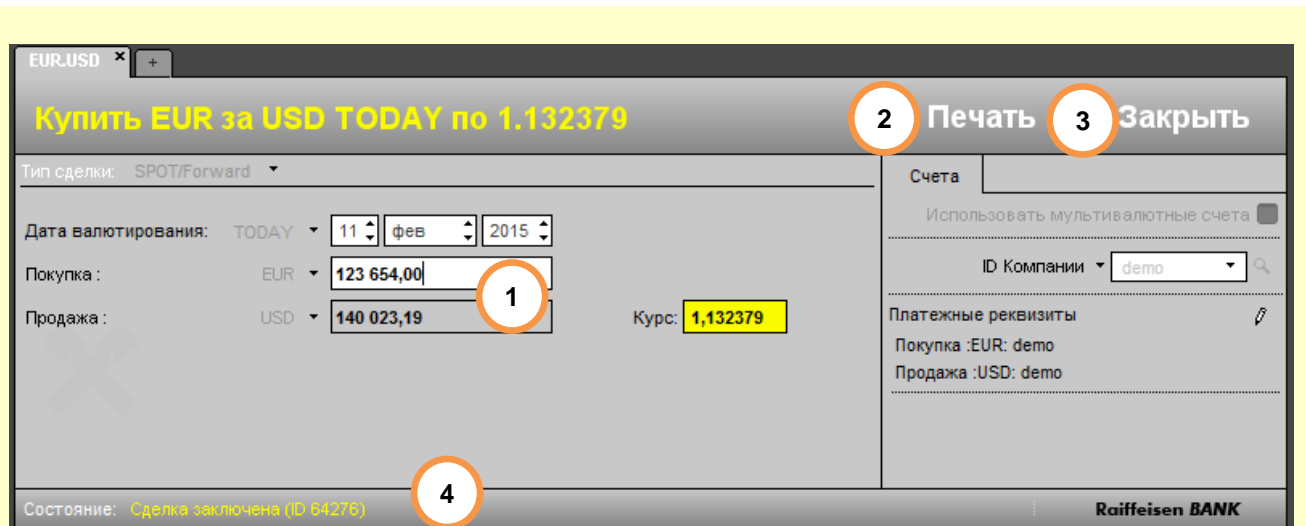 EUR.USD × +
Купить EUR за USD TODAY по 1.132379 2 Печать 3 Закрыть
Тип сделки: SPOT/Forward
Счета
Использовать мультивалютные счета
Дата валютирования: TODAY 11 фев 2015
ID Компании demo
Покупка : EUR 123 654,00
1
Продажа : USD 140 023,19 Курс: 1,132379
Платежные реквизиты
Покупка :EUR: demo
Продажа :USD: demo
4
Состояние: Сделка заключена (ID 64276)
Raiffeisen BANK